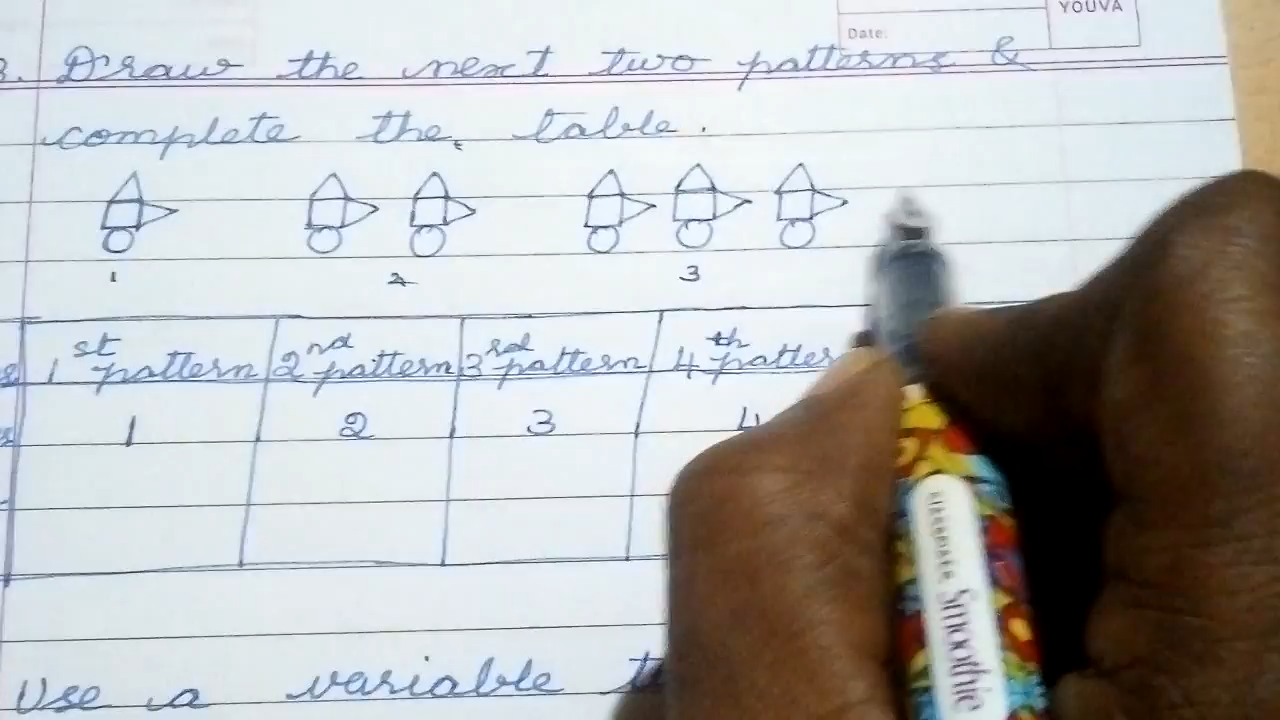 YOUVA
Date:
3. Draw the next two patterns &
complete the table.
1 2 3
1st pattern 2nd pattern 3rd pattern 4th patter
1 2 3 4
Use a variable
Smoothie